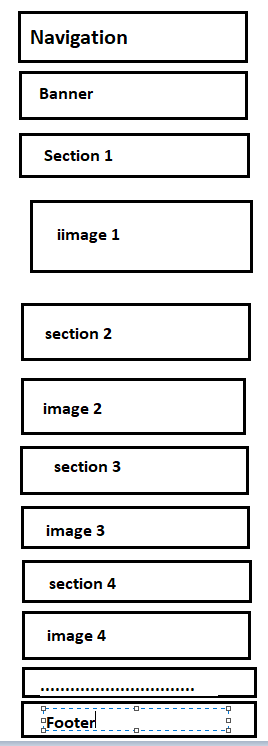 Navigation
Banner
Section 1
iimage 1
section 2
image 2
section 3
image 3
section 4
image 4
...............................
Footer